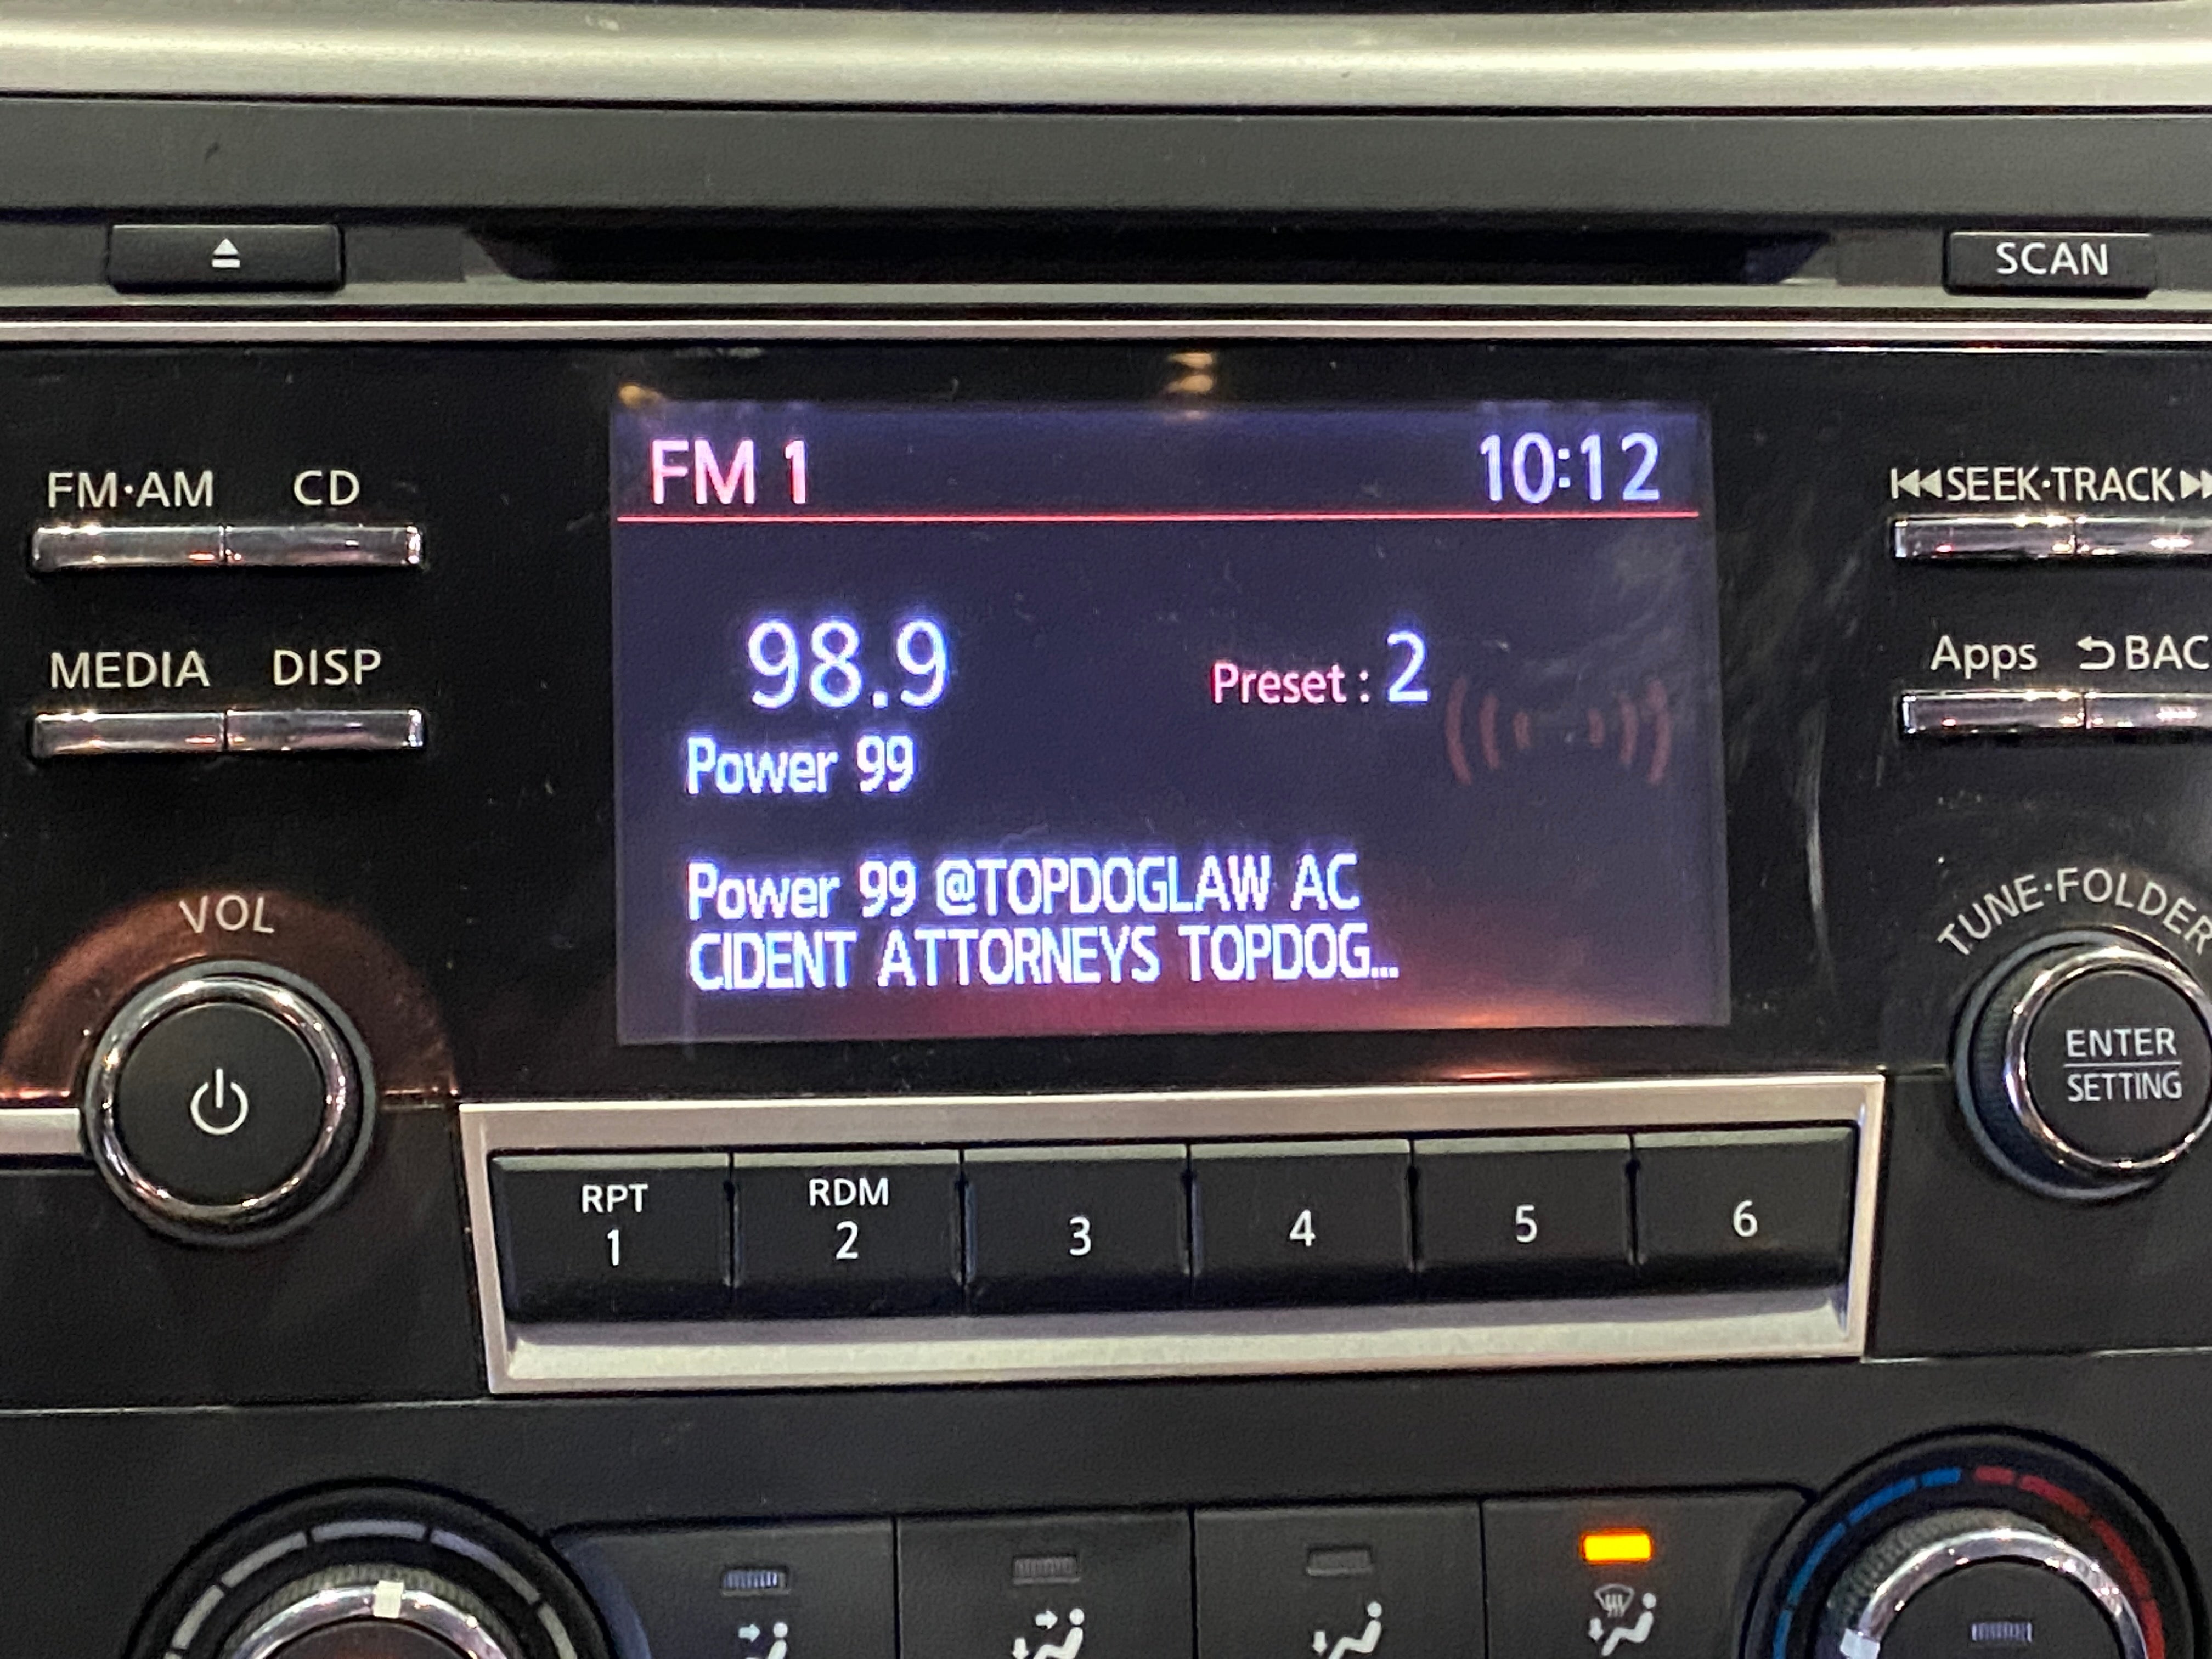 SCAN
FM 1 10:12
FM·AM CD
SEEK·TRACK
98.9 Preset : 2
MEDIA DISP
Apps BAC
Power 99
Power 99 @TOPDOGLAW AC
CIDENT ATTORNEYS TOPDOG...
VOL
TUNE·FOLDER
ENTER
SETTING
RPT
1
RDM
2
3
4
5
6